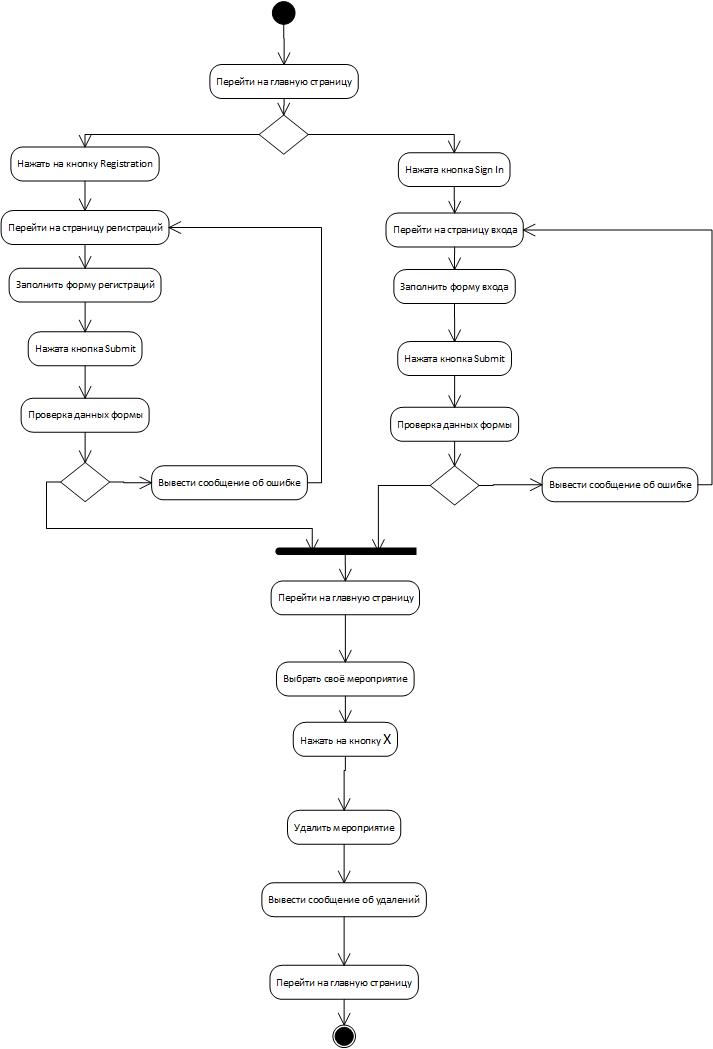 Перейти на главную страницу
Нажать на кнопку Registration
Перейти на страницу регистраций
Заполнить форму регистраций
Нажата кнопка Submit
Проверка данных формы
Вывести сообщение об ошибке
Нажата кнопка Sign In
Перейти на страницу входа
Заполнить форму входа
Нажата кнопка Submit
Проверка данных формы
Вывести сообщение об ошибке
Перейти на главную страницу
Выбрать своё мероприятие
Нажать на кнопку X
Удалить мероприятие
Вывести сообщение об удалений
Перейти на главную страницу